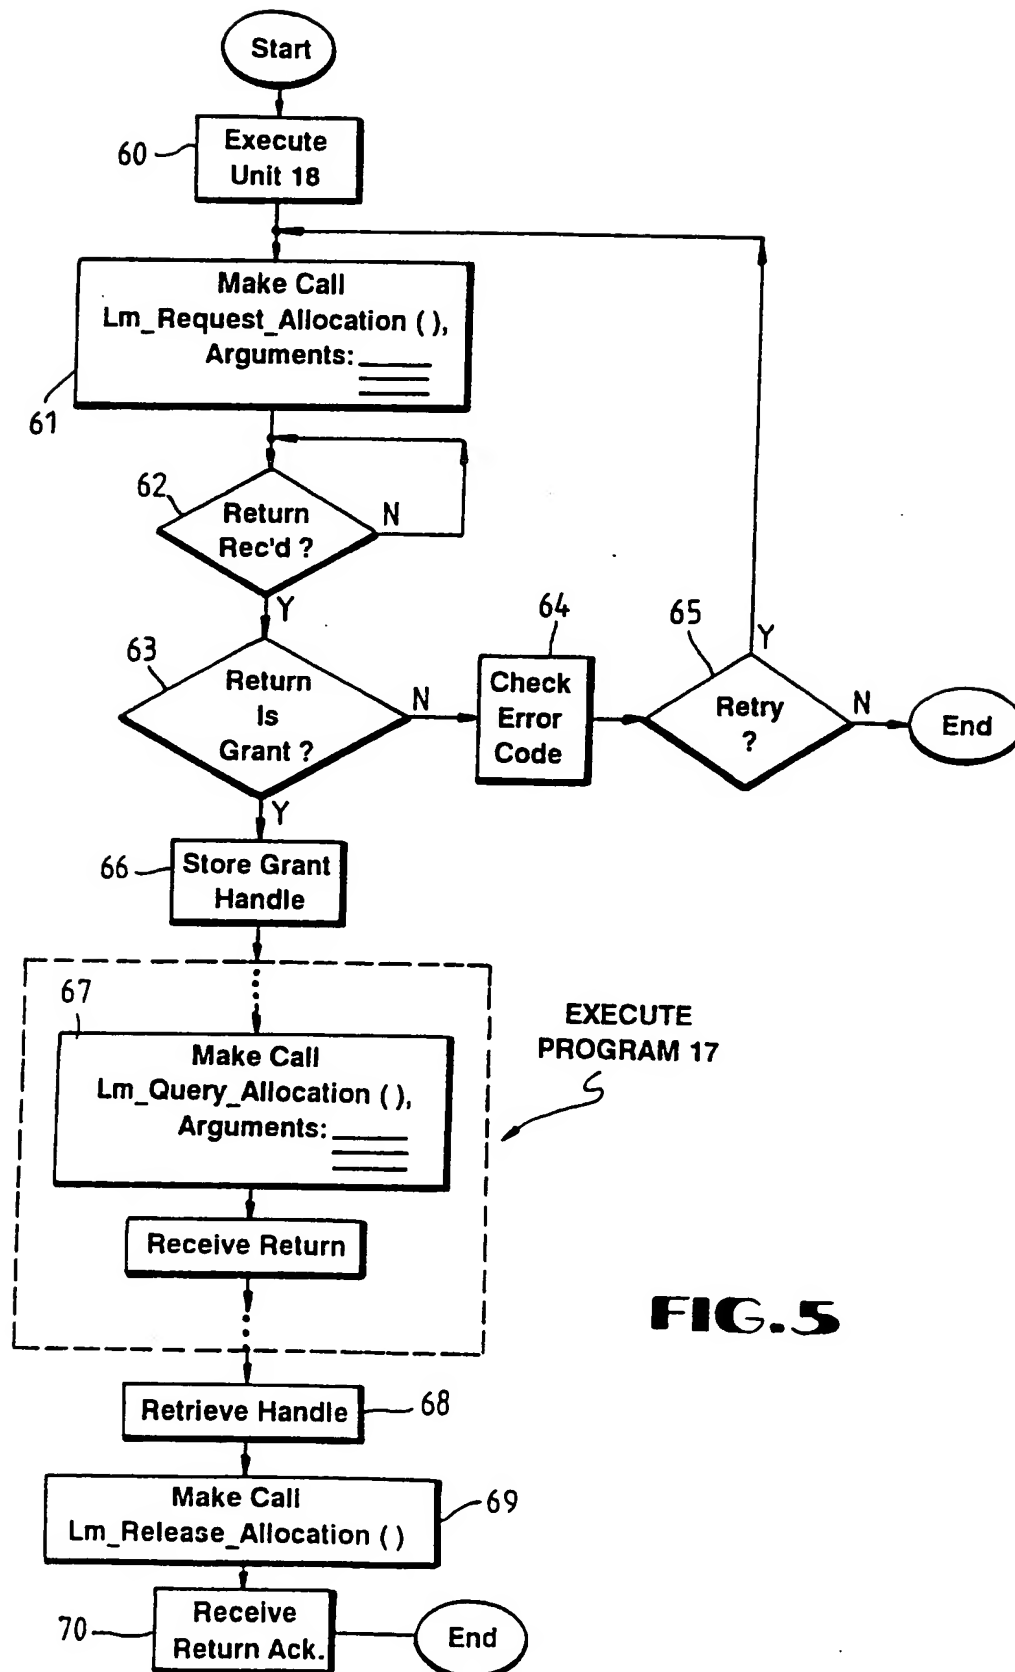 Start
60
Execute
Unit 18
Make Call
Lm_Request_Allocation ( ),
Arguments:
61
62
Return
Rec'd ?
N
Y
63
Return
Is
Grant ?
N
Y
64
Check
Error
Code
65
Retry
?
Y
N
End
66
Store Grant
Handle
67
Make Call
Lm_Query_Allocation ( ),
Arguments:
Receive Return
EXECUTE
PROGRAM 17
FIG.5
Retrieve Handle
68
Make Call
Lm_Release_Allocation ( )
69
70
Receive
Return Ack.
End